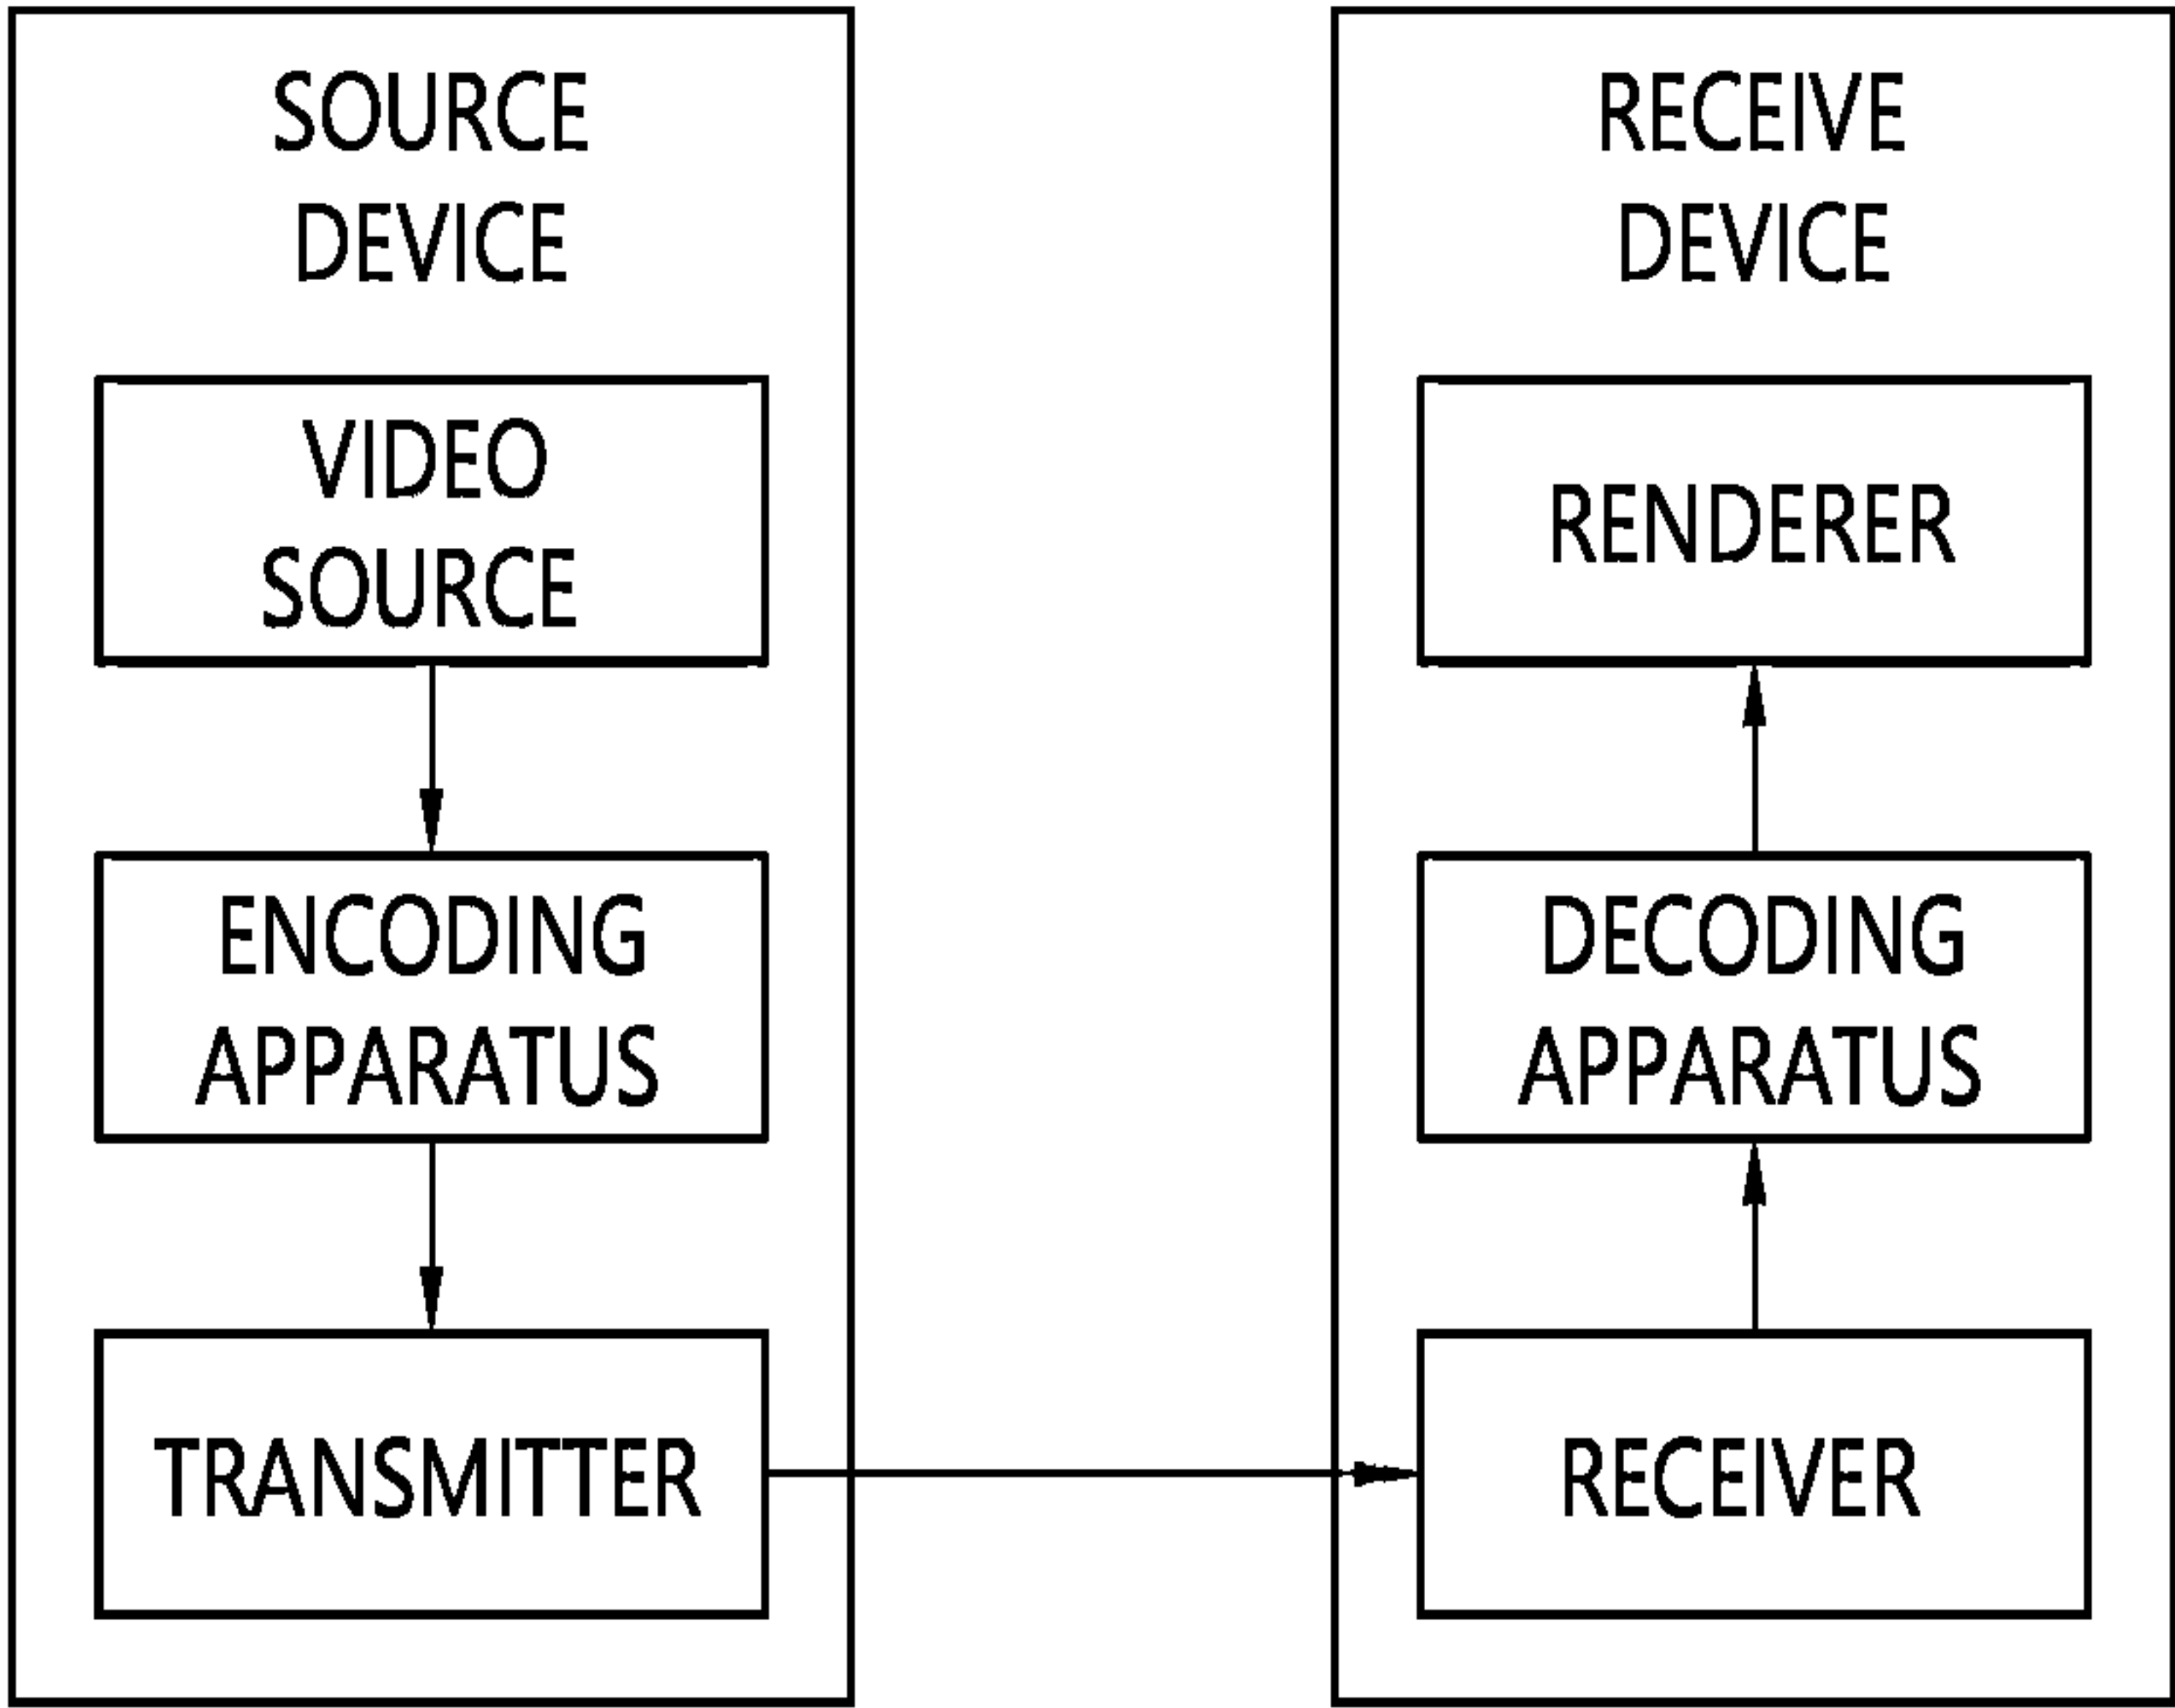 SOURCE
DEVICE
VIDEO
SOURCE
ENCODING
APPARATUS
TRANSMITTER
RECEIVE
DEVICE
RENDERER
DECODING
APPARATUS
RECEIVER